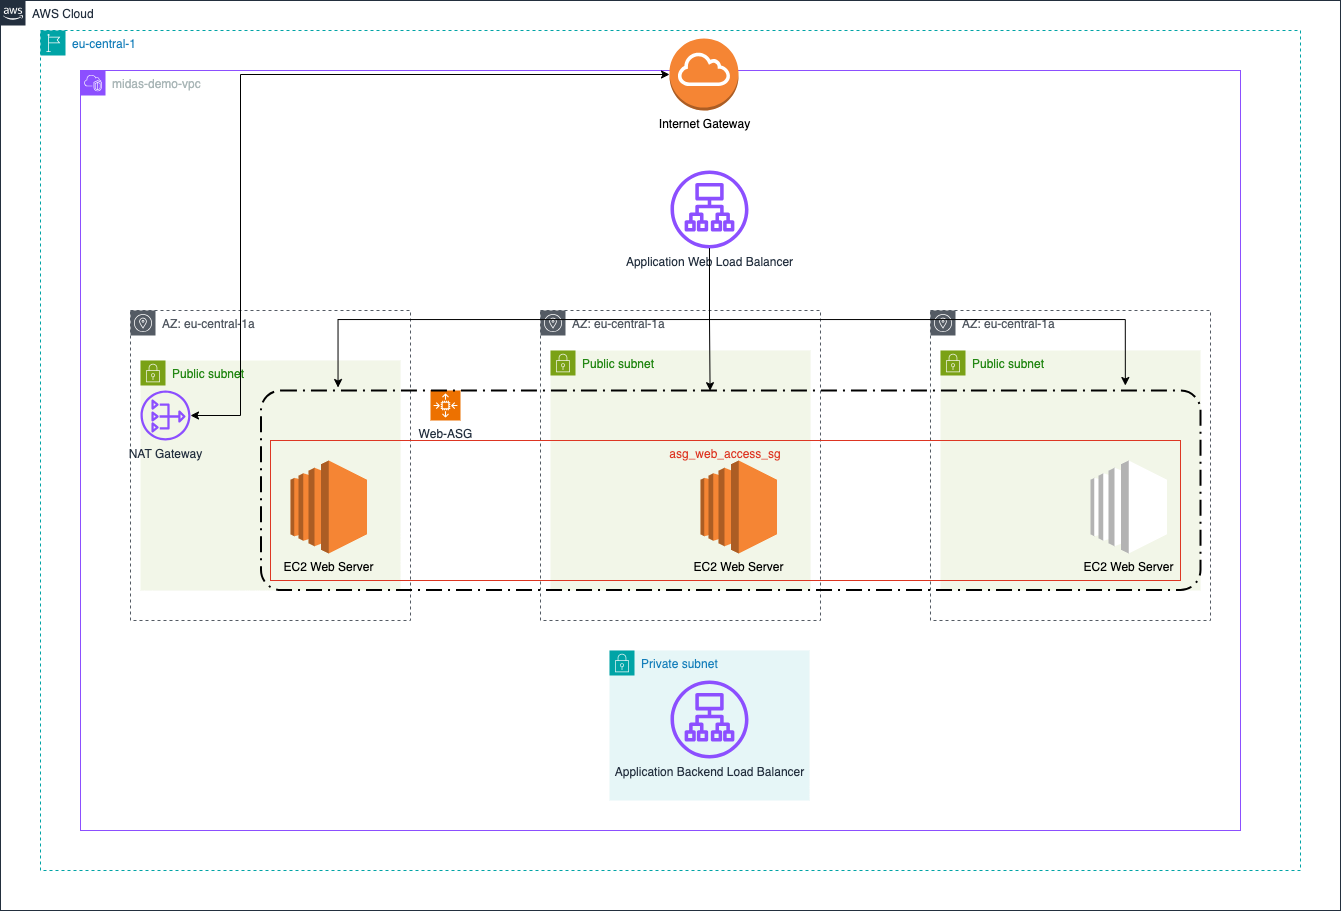 aws
AWS Cloud
eu-central-1
midas-demo-vpc
Internet Gateway
Application Web Load Balancer
AZ: eu-central-1a
AZ: eu-central-1a
AZ: eu-central-1a
Public subnet
Public subnet
Public subnet
NAT Gateway
Web-ASG
asg_web_access_sg
EC2 Web Server
EC2 Web Server
EC2 Web Server
Private subnet
Application Backend Load Balancer